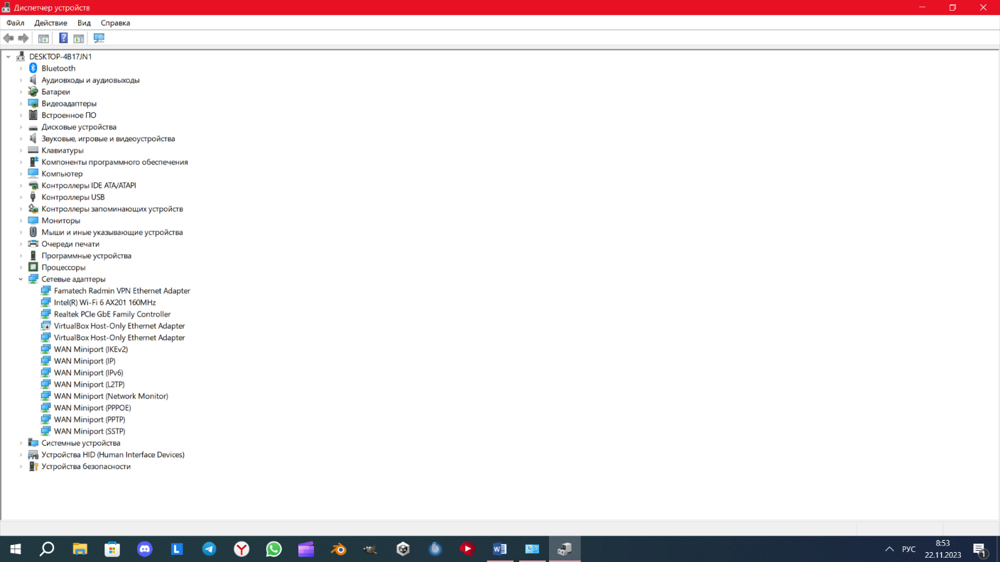 Диспетчер устройств
Файл Действие Вид Справка
DESKTOP-4B17JN1
Bluetooth
Аудиовходы и аудиовыходы
Батареи
Видеоадаптеры
Встроенное ПО
Дисковые устройства
Звуковые, игровые и видеоустройства
Клавиатуры
Компоненты программного обеспечения
Компьютер
Контроллеры IDE ATA/ATAPI
Контроллеры USB
Контроллеры запоминающих устройств
Мониторы
Мыши и иные указывающие устройства
Очереди печати
Программные устройства
Процессоры
Сетевые адаптеры
Famatech Radmin VPN Ethernet Adapter
Intel(R) Wi-Fi 6 AX201 160MHz
Realtek PCIe GbE Family Controller
VirtualBox Host-Only Ethernet Adapter
VirtualBox Host-Only Ethernet Adapter
WAN Miniport (IKEv2)
WAN Miniport (IP)
WAN Miniport (IPv6)
WAN Miniport (L2TP)
WAN Miniport (Network Monitor)
WAN Miniport (PPPOE)
WAN Miniport (PPTP)
WAN Miniport (SSTP)
Системные устройства
Устройства HID (Human Interface Devices)
Устройства безопасности
РУС
8:53
22.11.2023
1